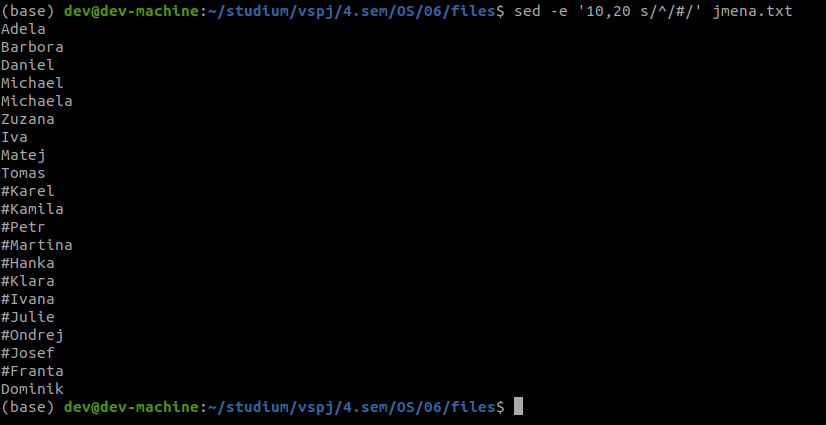 (base) dev@dev-machine:~/studium/vspj/4.sem/OS/06/files$ sed -e '10,20 s/^/#/' jmena.txt
Adela
Barbora
Daniel
Michael
Michaela
Zuzana
Iva
Matej
Tomas
#Karel
#Kamila
#Petr
#Martina
#Hanka
#Klara
#Ivana
#Julie
#Ondrej
#Josef
#Franta
Dominik
(base) dev@dev-machine:~/studium/vspj/4.sem/OS/06/files$